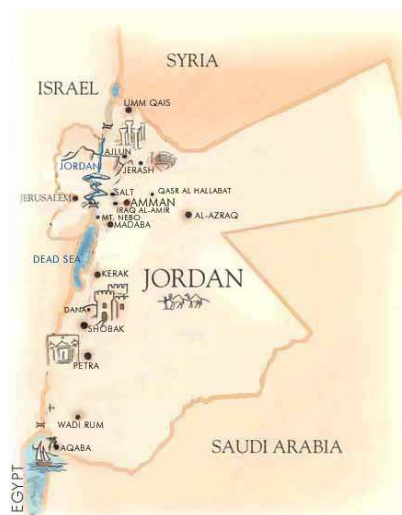 SYRIA
ISRAEL
UMM QAIS
AJLUN
JORDAN
JERASH
SALT
QASR AL HALLABAT
JERUSALEM
AMMAN
IRAQ AL-AMIR
MT. NEBO
AL-AZRAQ
MADABA
DEAD SEA
KERAK
JORDAN
DANA
SHOBAK
PETRA
WADI RUM
AQABA
SAUDI ARABIA
EGYPT